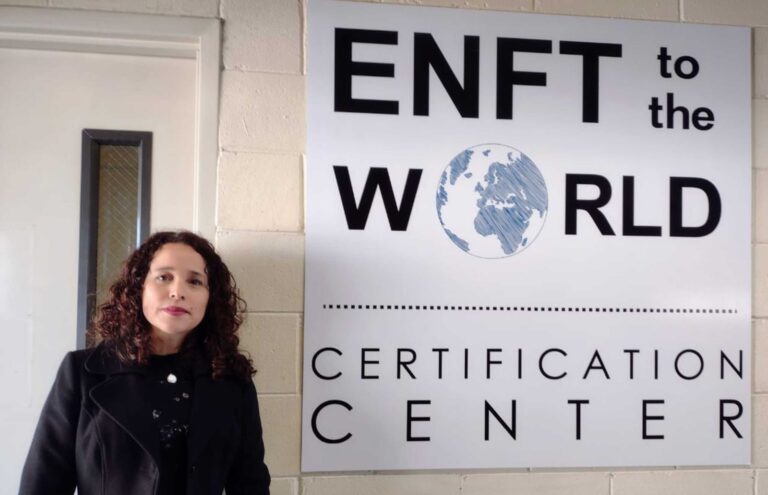 ENFT to
the
WORLD
CERTIFICATION
CENTER